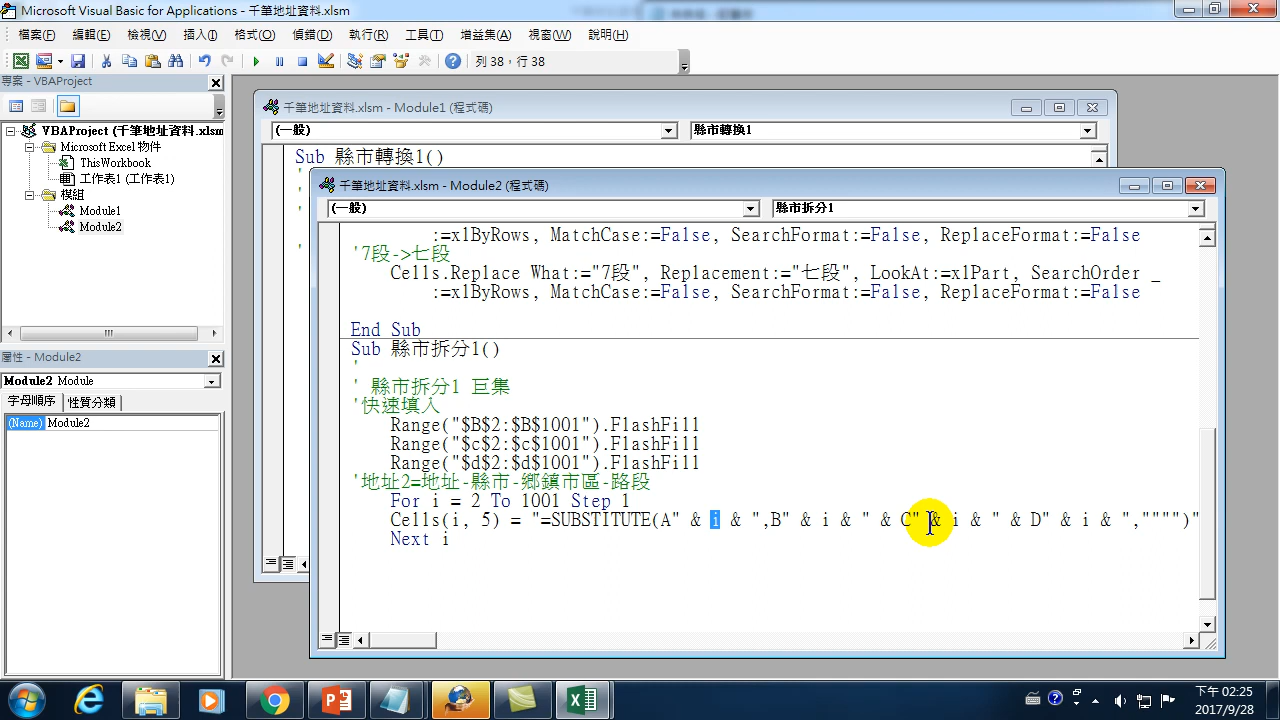 Microsoft Visual Basic for Applications - 千筆地址資料.xlsm
檔案(F) 編輯(E) 檢視(V) 插入(I) 格式(O) 偵錯(D) 執行(R) 工具(T) 增益集(A) 視窗(W) 說明(H)
列 38，行 38
專案 - VBAProject
VBAProject (千筆地址資料.xlsm
Microsoft Excel 物件
ThisWorkbook
工作表1 (工作表1)
模組
Module1
Module2
屬性 - Module2
Module2 Module
字母順序 性質分類
(Name) Module2
千筆地址資料.xlsm - Module1 (程式碼)
(一般) 縣市轉換1
Sub 縣市轉換1()
千筆地址資料.xlsm - Module2 (程式碼)
(一般) 縣市拆分1
:=xlByRows, MatchCase:=False, SearchFormat:=False, ReplaceFormat:=False
'7段->七段
Cells.Replace What:="7段", Replacement:="七段", LookAt:=xlPart, SearchOrder _
:=xlByRows, MatchCase:=False, SearchFormat:=False, ReplaceFormat:=False
End Sub
Sub 縣市拆分1()
'
' 縣市拆分1 巨集
'快速填入
Range("$B$2:$B$1001").FlashFill
Range("$c$2:$c$1001").FlashFill
Range("$d$2:$d$1001").FlashFill
'地址2=地址-縣市-鄉鎮市區-路段
For i = 2 To 1001 Step 1
Cells(i, 5) = "=SUBSTITUTE(A" & i & ",B" & i & " & C" & i & " & D" & i & ","""")"
Next i
下午 02:25
2017/9/28